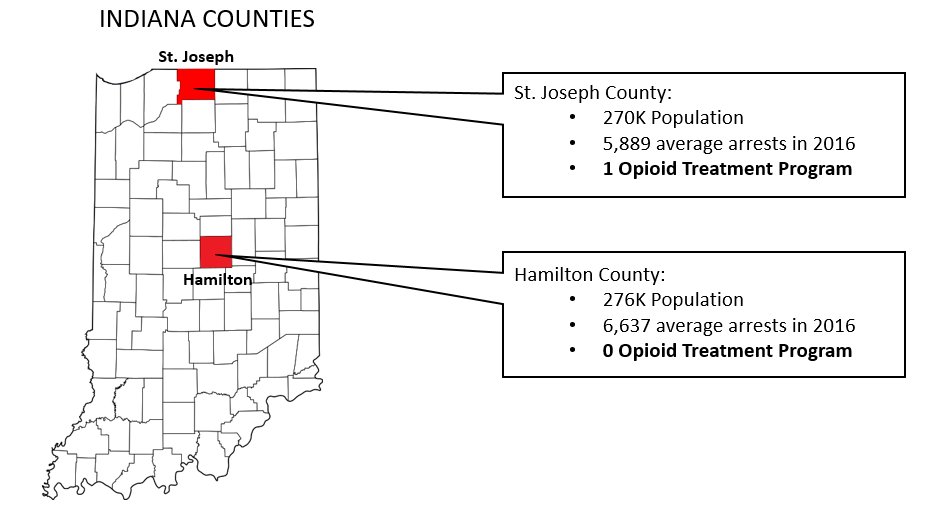 INDIANA COUNTIES
St. Joseph
St. Joseph County:
• 270K Population
• 5,889 average arrests in 2016
• 1 Opioid Treatment Program
Hamilton
Hamilton County:
• 276K Population
• 6,637 average arrests in 2016
• 0 Opioid Treatment Program